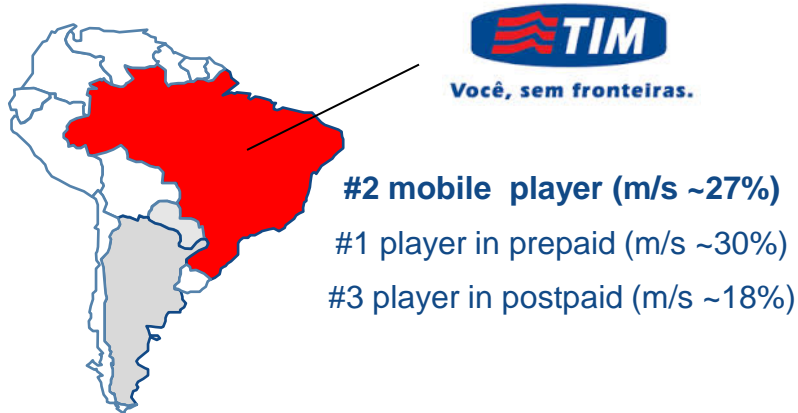 TIM
Você, sem fronteiras.
#2 mobile player (m/s ~27%)
#1 player in prepaid (m/s ~30%)
#3 player in postpaid (m/s ~18%)